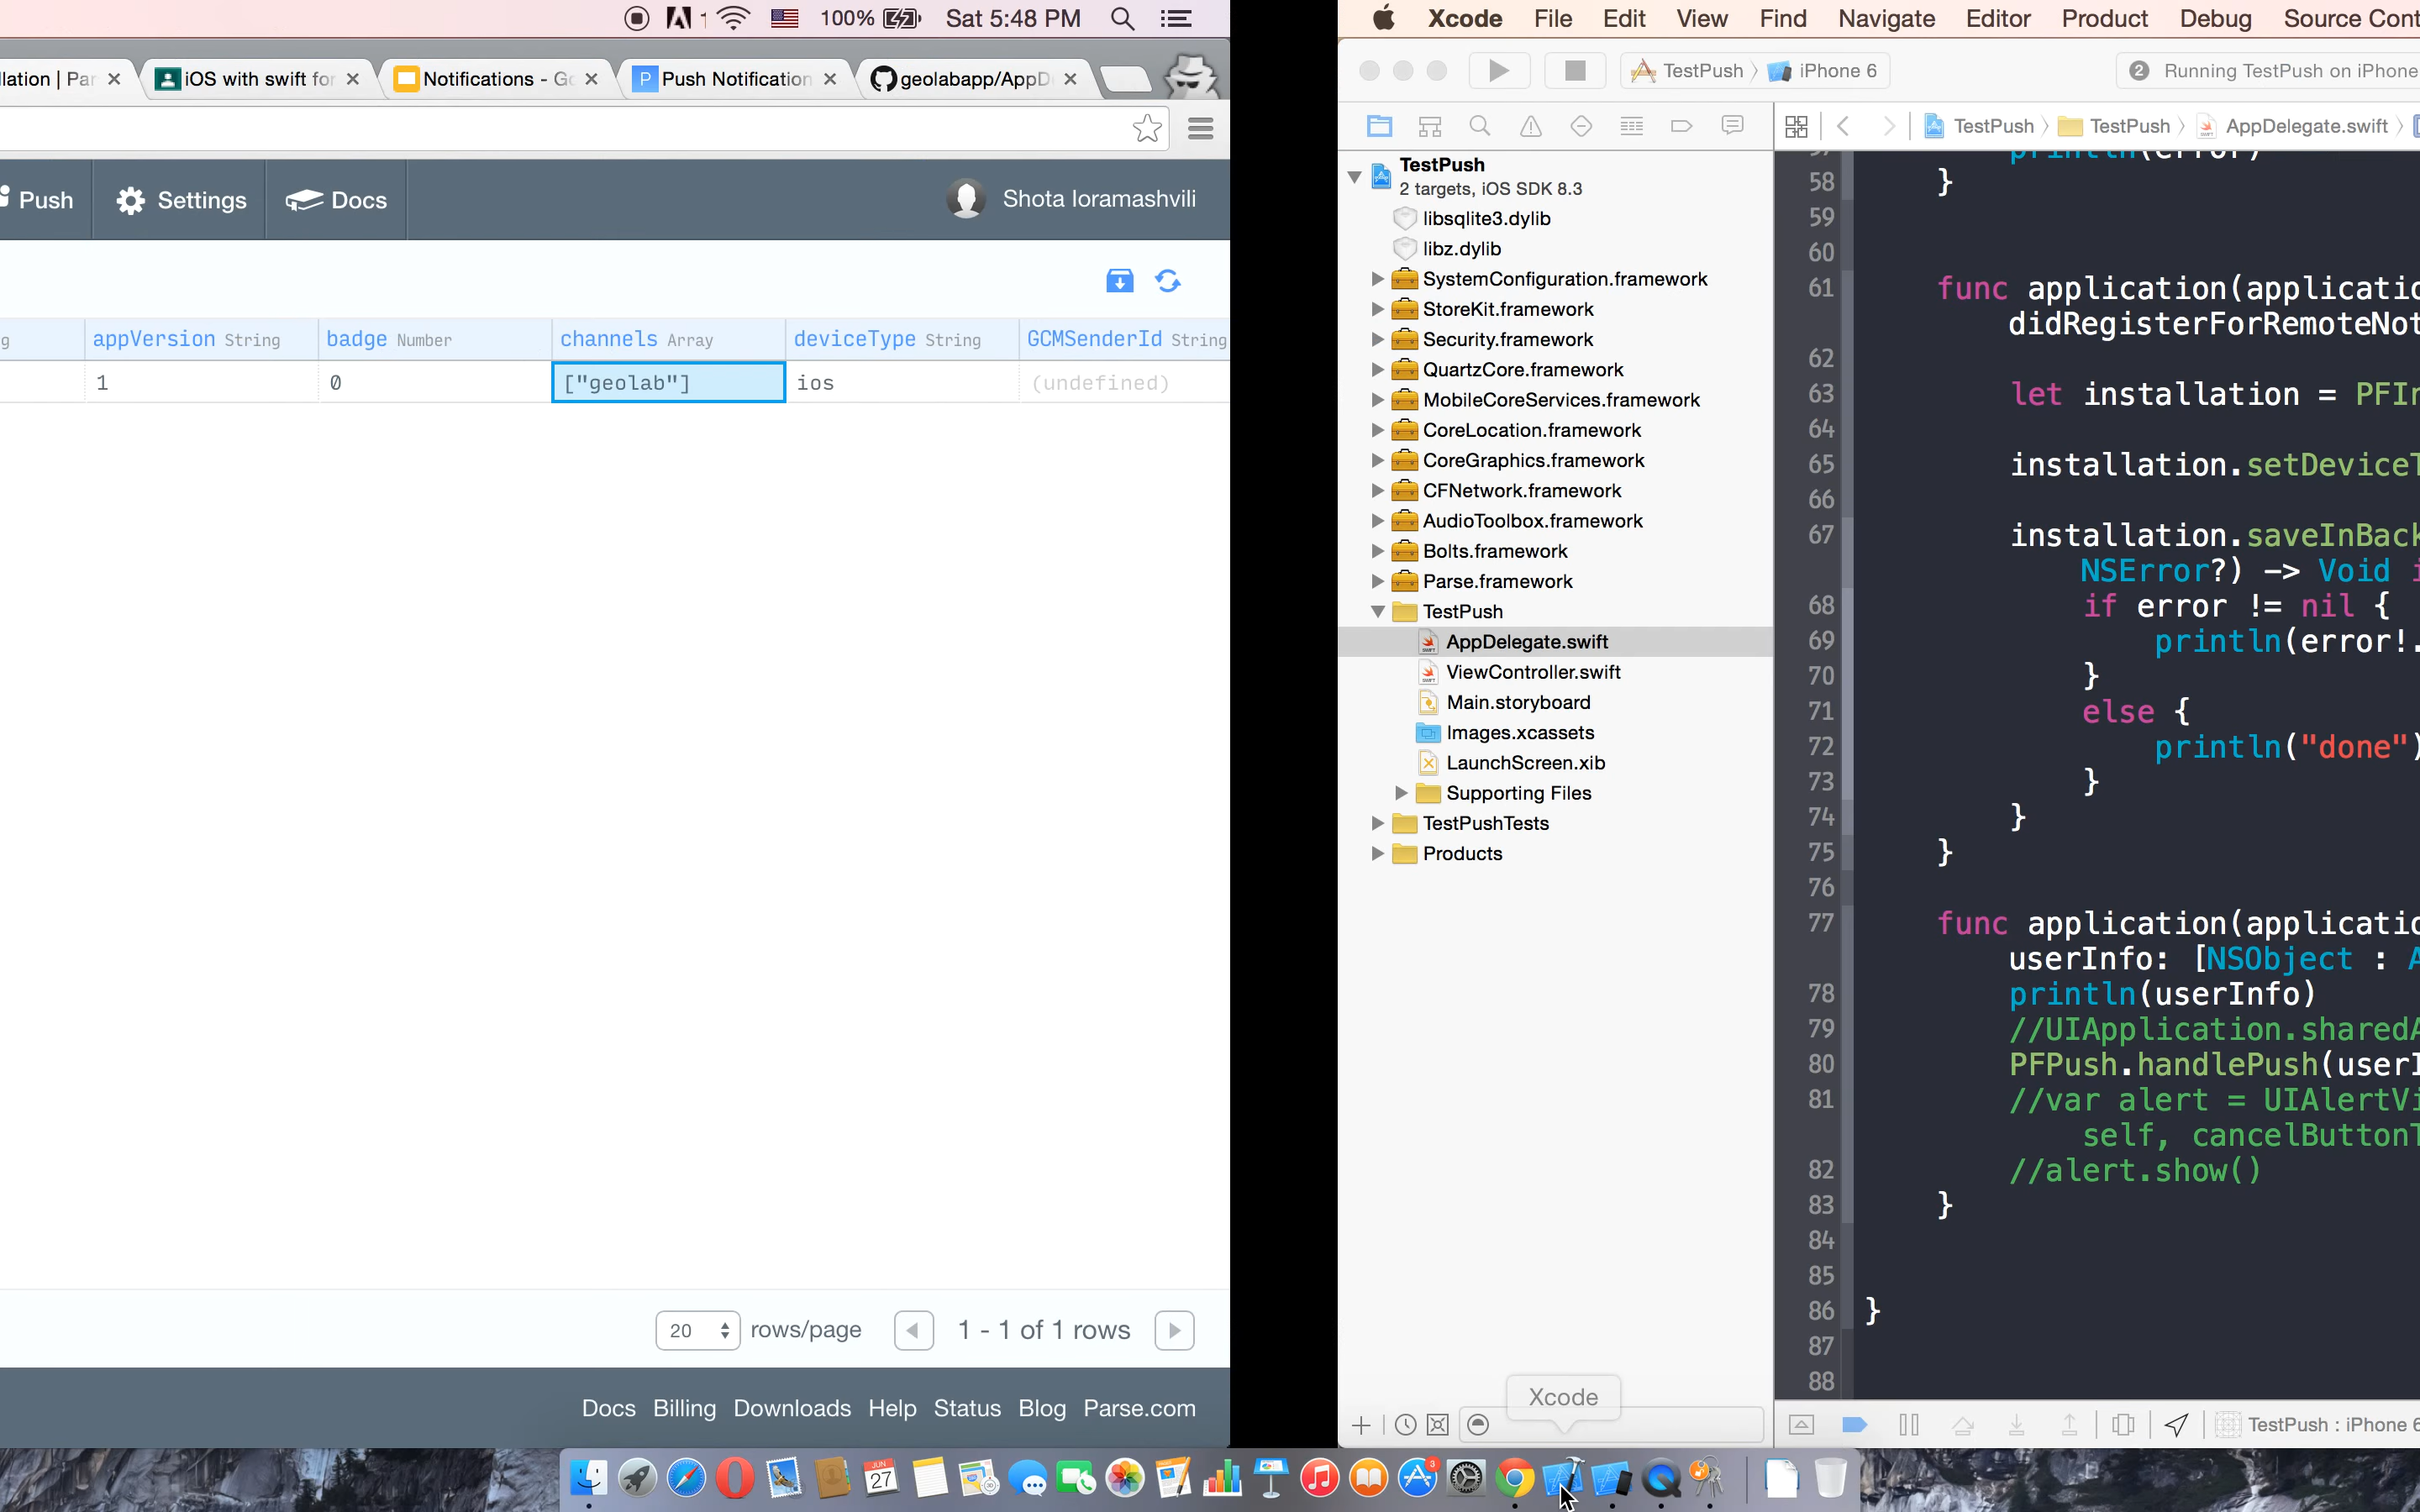 100%
Sat 5:48 PM
iOS with swift for
Notifications - Go
Push Notification
geolabapp/AppD
Push
Settings
Docs
Shota Ioramashvili
appVersion String
badge Number
channels Array
deviceType String
GCMSenderId String
1
0
["geolab"]
ios
(undefined)
20
rows/page
1 - 1 of 1 rows
Docs
Billing
Downloads
Help
Status
Blog
Parse.com
Xcode
File
Edit
View
Find
Navigate
Editor
Product
Debug
Source Cont
TestPush
iPhone 6
2
Running TestPush on iPhone
TestPush
TestPush
AppDelegate.swift
TestPush
2 targets, iOS SDK 8.3
libsqlite3.dylib
libz.dylib
SystemConfiguration.framework
StoreKit.framework
Security.framework
QuartzCore.framework
MobileCoreServices.framework
CoreLocation.framework
CoreGraphics.framework
CFNetwork.framework
AudioToolbox.framework
Bolts.framework
Parse.framework
TestPush
AppDelegate.swift
ViewController.swift
Main.storyboard
Images.xcassets
LaunchScreen.xib
Supporting Files
TestPushTests
Products
println(error)
58 }
59
60
61 func application(applicatio
didRegisterForRemoteNot
62
63 let installation = PFIn
64
65 installation.setDeviceT
66
67 installation.saveInBack
NSError?) -> Void i
68 if error != nil {
69 println(error!.
70 }
71 else {
72 println("done")
73 }
74 }
75 }
76
77 func application(applicatio
userInfo: [NSObject : A
78 println(userInfo)
79 //UIApplication.sharedA
80 PFPush.handlePush(userI
81 //var alert = UIAlertVi
self, cancelButtonT
82 //alert.show()
83 }
84
85
86 }
87
88
Xcode
TestPush : iPhone 6
JUN
27
3